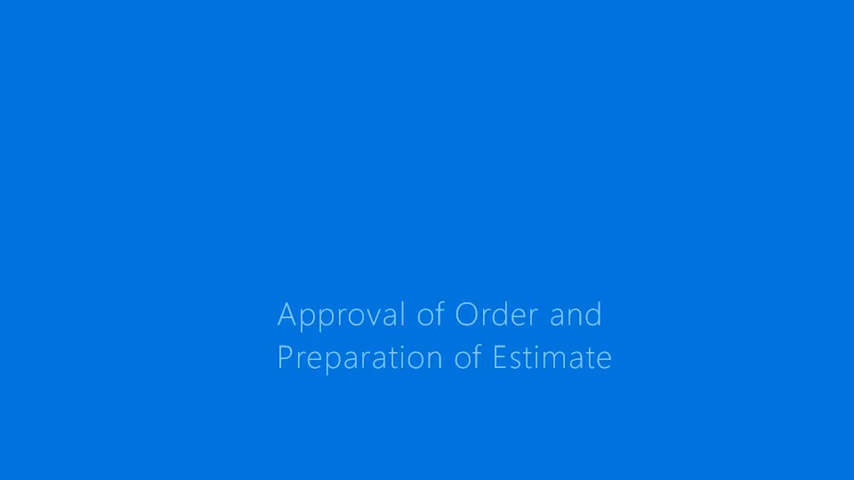 Approval of Order and
Preparation of Estimate